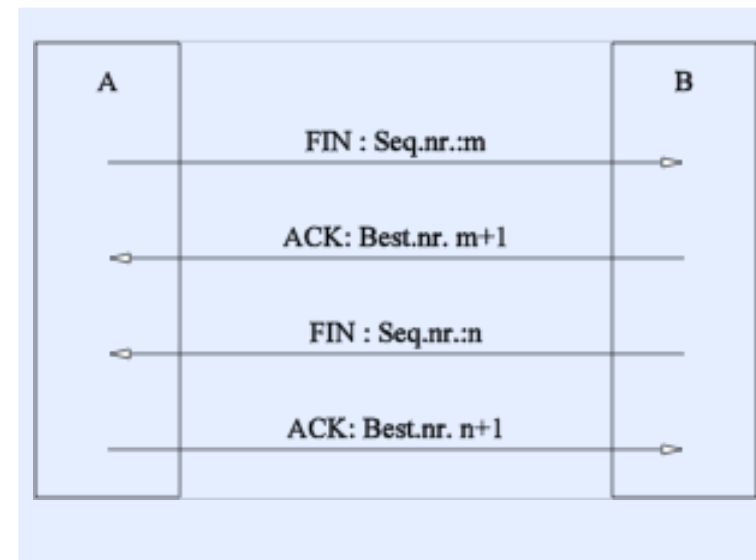 A
B
FIN : Seq.nr.:m
ACK: Best.nr. m+1
FIN : Seq.nr.:n
ACK: Best.nr. n+1